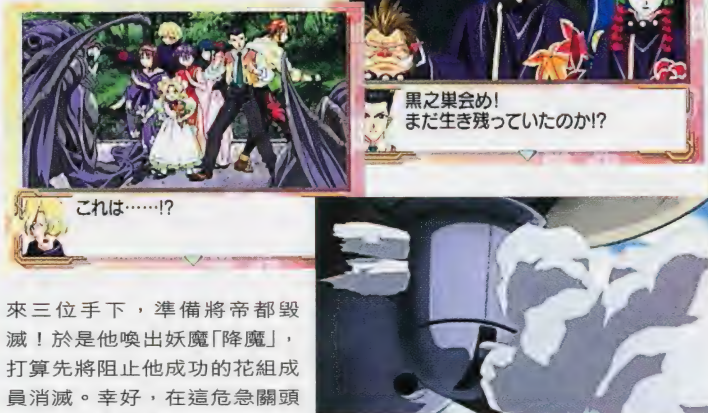 黒之巣会め!
まだ生き残っていたのか!?
これは……!?
來三位手下,準備將帝都毀
滅!於是他喚出妖魔「降魔」,
打算先將阻止他成功的花組成
員消滅。幸好,在這危急關頭